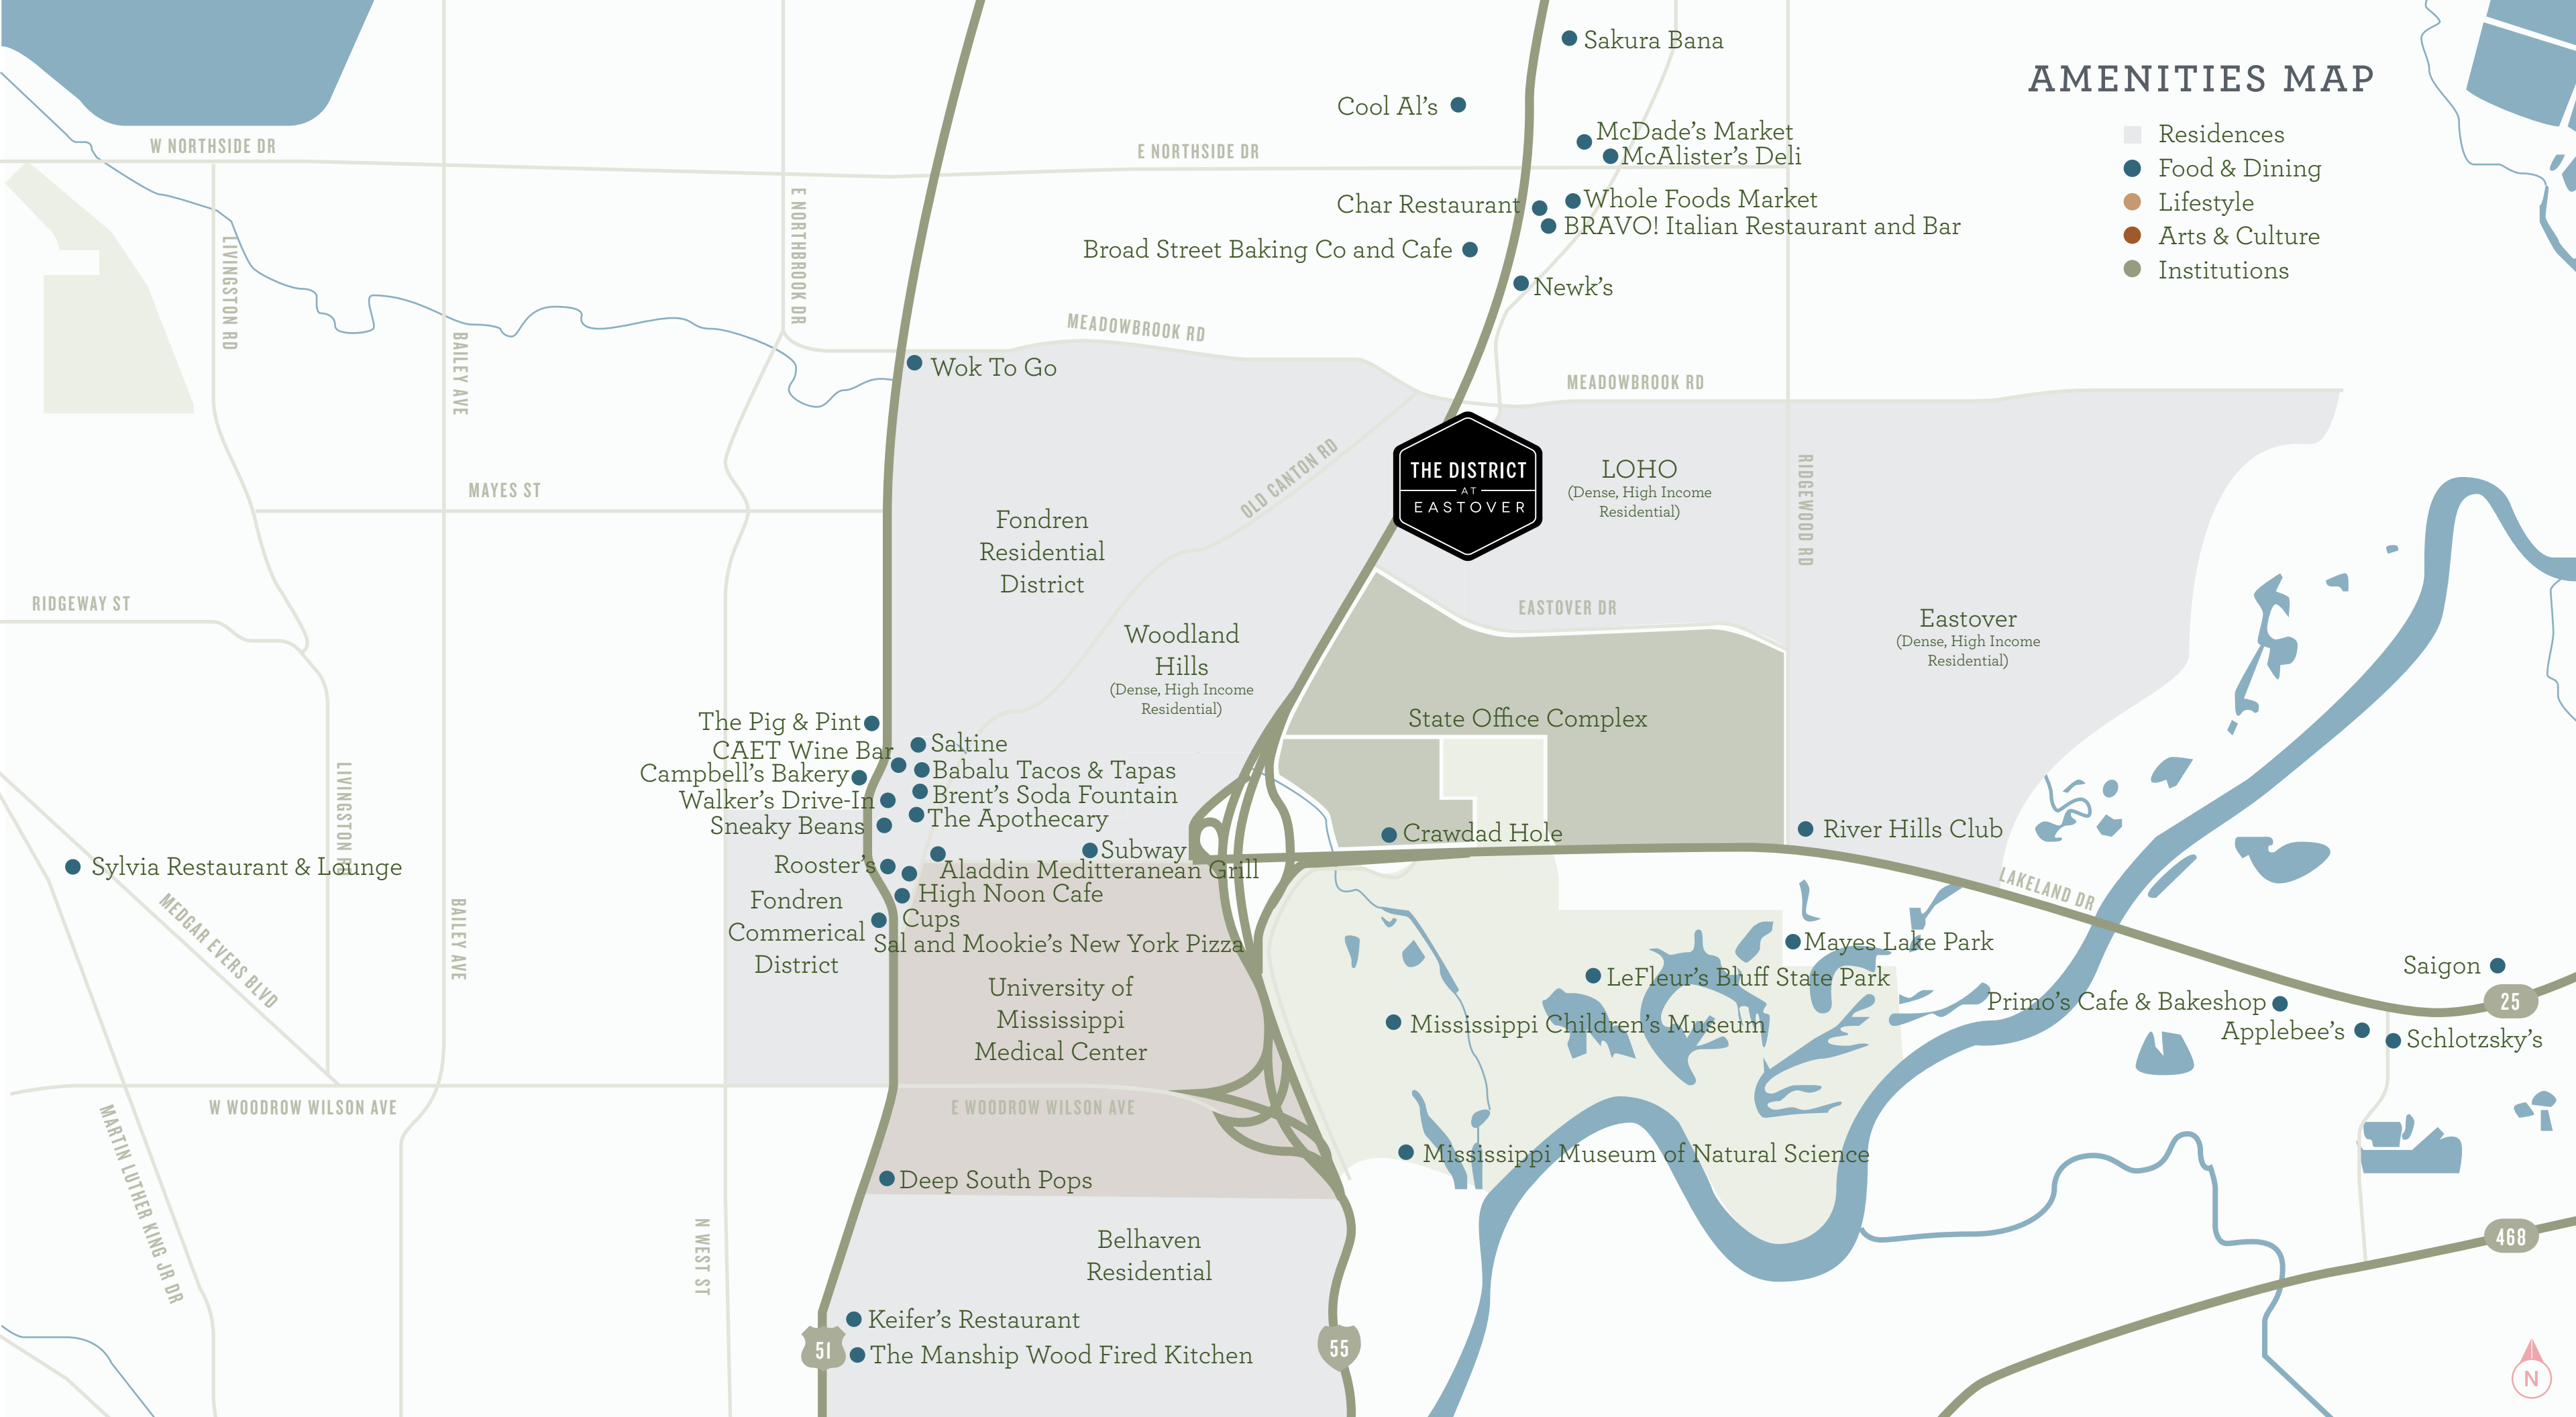 AMENITIES MAP
Residences
Food & Dining
Lifestyle
Arts & Culture
Institutions
Sakura Bana
Cool Al's
McDade's Market
McAlister's Deli
W NORTHSIDE DR
E NORTHSIDE DR
Char Restaurant
Whole Foods Market
BRAVO! Italian Restaurant and Bar
Broad Street Baking Co and Cafe
Newk's
LIVINGSTON RD
E NORTHBROOK DR
BAILEY AVE
MEADOWBROOK RD
Wok To Go
MEADOWBROOK RD
THE DISTRICT
AT
EASTOVER
LOHO
(Dense, High Income
Residential)
RIDGEWOOD RD
OLD CANTON RD
MAYES ST
Fondren
Residential
District
RIDGEWAY ST
EASTOVER DR
Eastover
(Dense, High Income
Residential)
Woodland
Hills
(Dense, High Income
Residential)
State Office Complex
The Pig & Pint
CAET Wine Bar
Campbell's Bakery
Walker's Drive-In
Sneaky Beans
Rooster's
Saltine
Babalu Tacos & Tapas
Brent's Soda Fountain
The Apothecary
Subway
Aladdin Meditteranean Grill
High Noon Cafe
Cups
Sal and Mookie's New York Pizza
Crawdad Hole
River Hills Club
LIVINGSTON RD
Sylvia Restaurant & Lounge
MEDGAR EVERS BLVD
BAILEY AVE
Fondren
Commerical
District
LAKELAND DR
Mayes Lake Park
LeFleur's Bluff State Park
Mississippi Children's Museum
Saigon
Primo's Cafe & Bakeshop
25
Applebee's
Schlotzsky's
University of
Mississippi
Medical Center
W WOODROW WILSON AVE
E WOODROW WILSON AVE
MARTIN LUTHER KING JR DR
Mississippi Museum of Natural Science
Deep South Pops
N WEST ST
Belhaven
Residential
468
Keifer's Restaurant
51
The Manship Wood Fired Kitchen
55
N